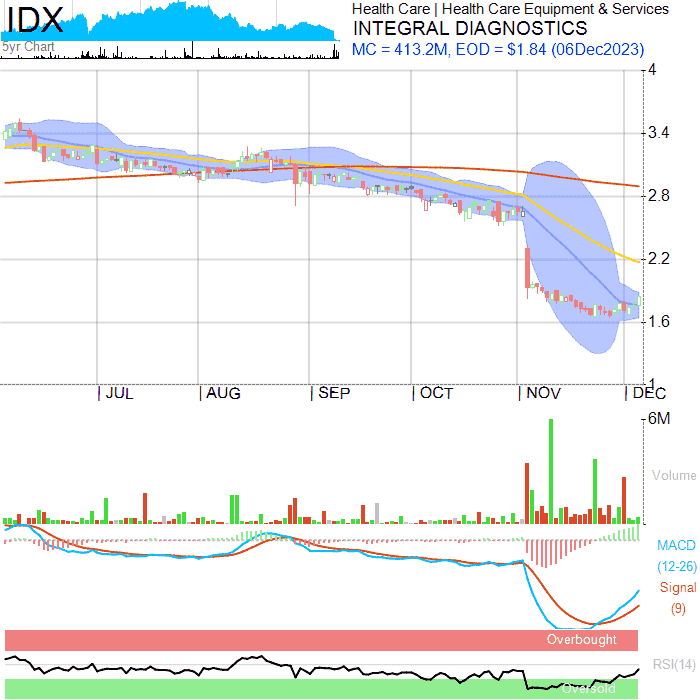 IDX
5yr Chart
Health Care | Health Care Equipment & Services
INTEGRAL DIAGNOSTICS
MC = 413.2M, EOD = $1.84 (06Dec2023)
4
3.4
2.8
2.2
1.6
1
JUL AUG SEP OCT NOV DEC
6M
Volume
MACD
(12-26)
Signal
(9)
Overbought
RSI(14)
Oversold